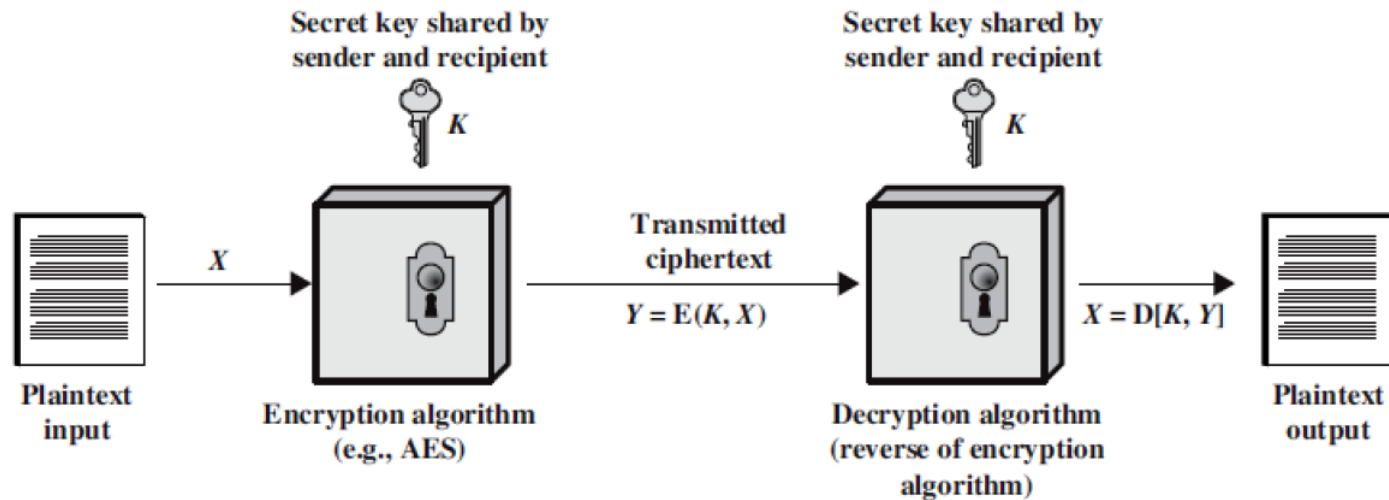 Secret key shared by
sender and recipient
K
Secret key shared by
sender and recipient
K
X
Transmitted
ciphertext
Y = E(K, X)
X = D[K, Y]
Plaintext
input
Encryption algorithm
(e.g., AES)
Decryption algorithm
(reverse of encryption
algorithm)
Plaintext
output